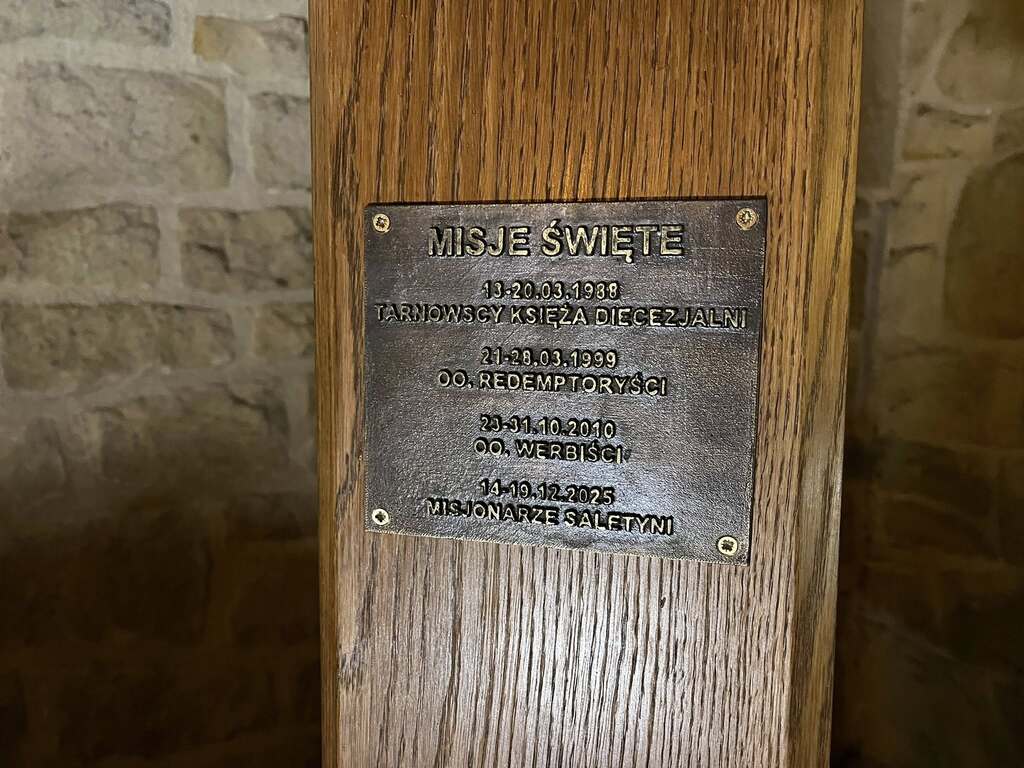 MISJE ŚWIĘTE
13-20.03.1988
TARNOWSCY KSIĘŻA DIECEZJALNI
21-28.03.1999
OO. REDEMPTORYŚCI
23-31.10.2010
OO. WERBIŚCI
14-19.12.2025
MISJONARZE SALETYNI